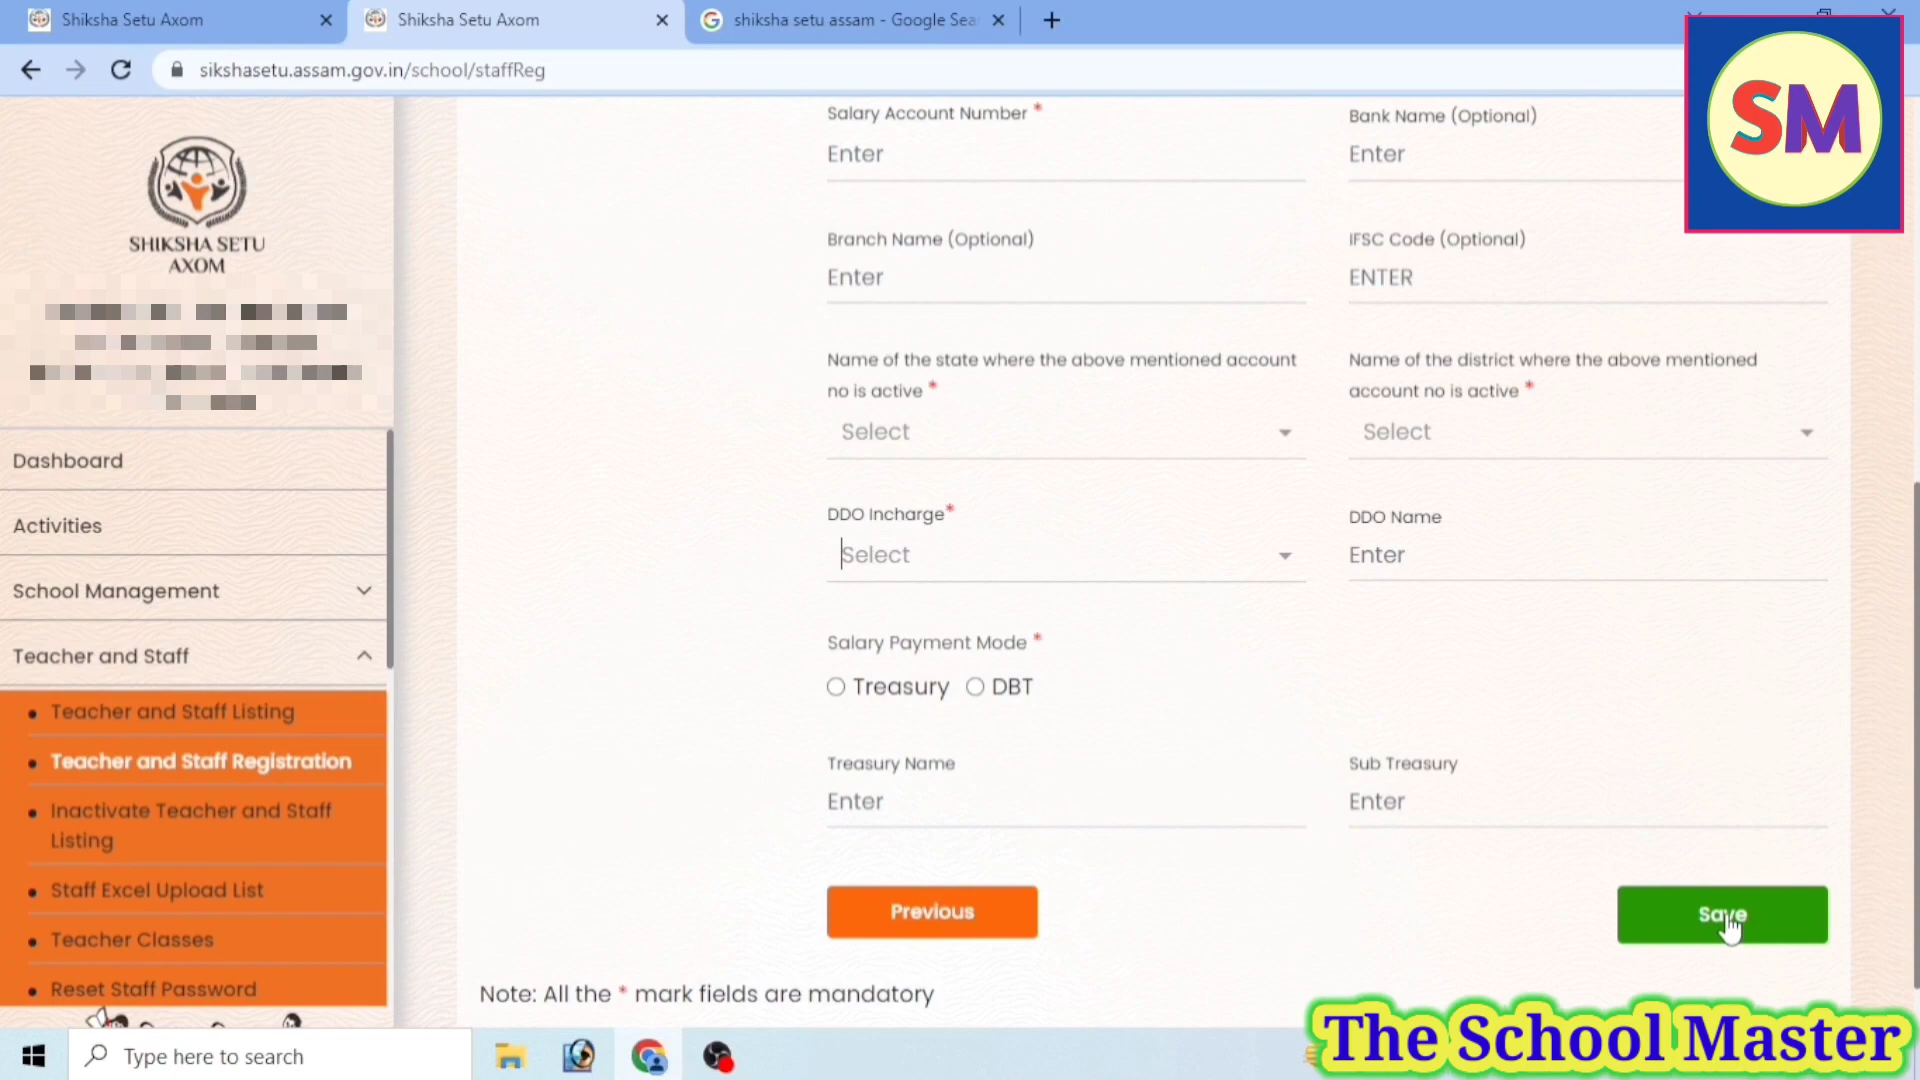 Shiksha Setu Axom
Shiksha Setu Axom
shiksha setu assam - Google Sea
sikshasetu.assam.gov.in/school/staffReg
SM
SHIKSHA SETU
AXOM
Dashboard
Activities
School Management
Teacher and Staff
Teacher and Staff Listing
Teacher and Staff Registration
Inactivate Teacher and Staff
Listing
Staff Excel Upload List
Teacher Classes
Reset Staff Password
Salary Account Number *
Enter
Bank Name (Optional)
Enter
Branch Name (Optional)
Enter
IFSC Code (Optional)
ENTER
Name of the state where the above mentioned account
no is active *
Select
Name of the district where the above mentioned
account no is active *
Select
DDO Incharge*
Select
DDO Name
Enter
Salary Payment Mode *
Treasury DBT
Treasury Name
Enter
Sub Treasury
Enter
Previous
Save
Note: All the * mark fields are mandatory
Type here to search
The School Master